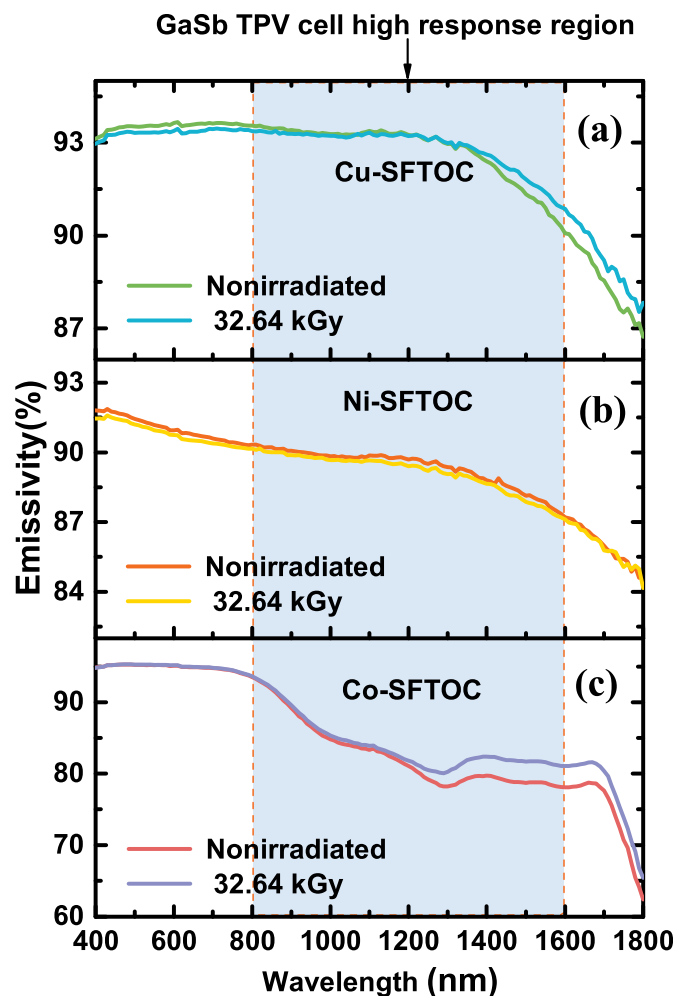 GaSb TPV cell high response region
93
(a)
Cu-SFTOC
90
Nonirradiated
32.64 kGy
87
93
Ni-SFTOC
(b)
90
87
Nonirradiated
84
32.64 kGy
Emissivity(%)
Co-SFTOC
(c)
90
80
70
Nonirradiated
32.64 kGy
60
400 600 800 1000 1200 1400 1600 1800
Wavelength (nm)